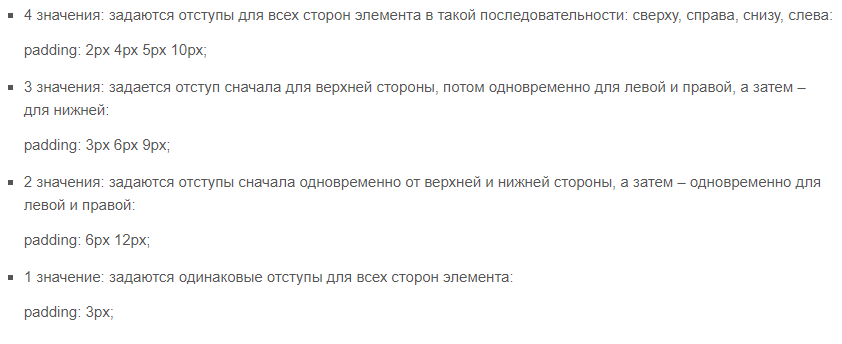 4 значения: задаются отступы для всех сторон элемента в такой последовательности: сверху, справа, снизу, слева:
padding: 2px 4px 5px 10px;
3 значения: задается отступ сначала для верхней стороны, потом одновременно для левой и правой, а затем –
для нижней:
padding: 3px 6px 9px;
2 значения: задаются отступы сначала одновременно от верхней и нижней стороны, а затем – одновременно для
левой и правой:
padding: 6px 12px;
1 значение: задаются одинаковые отступы для всех сторон элемента:
padding: 3px;